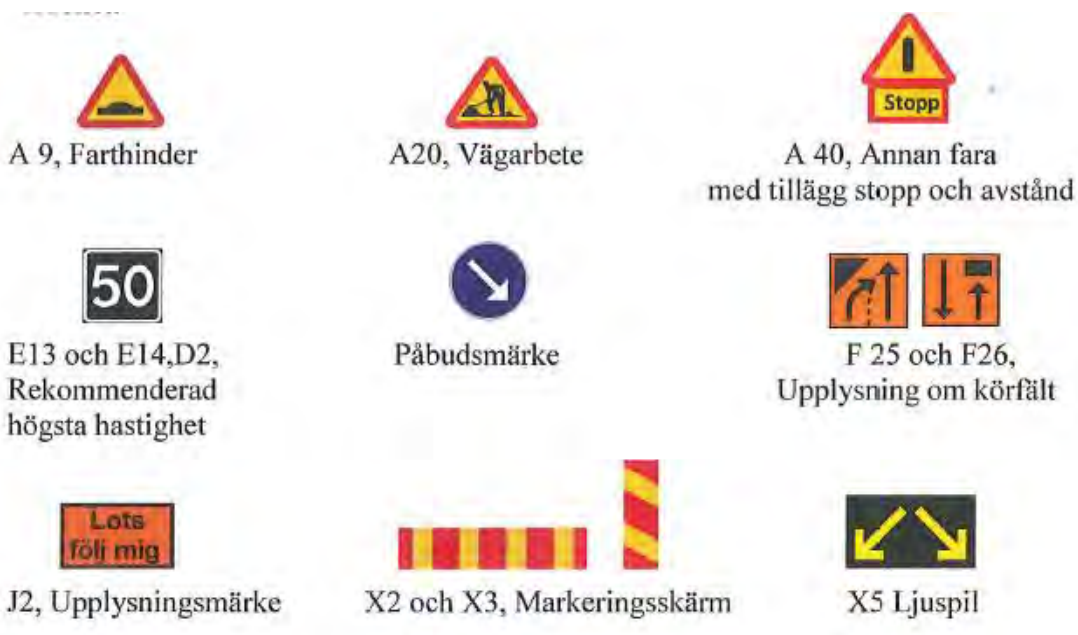 Stopp
A 9, Farthinder
A20, Vägarbete
A 40, Annan fara
med tillägg stopp och avstånd
50
E13 och E14,D2,
Rekommenderad
högsta hastighet
Påbudsmärke
F 25 och F26,
Upplysning om körfält
Lots
följ mig
J2, Upplysningsmärke
X2 och X3, Markeringsskärm
X5 Ljuspil